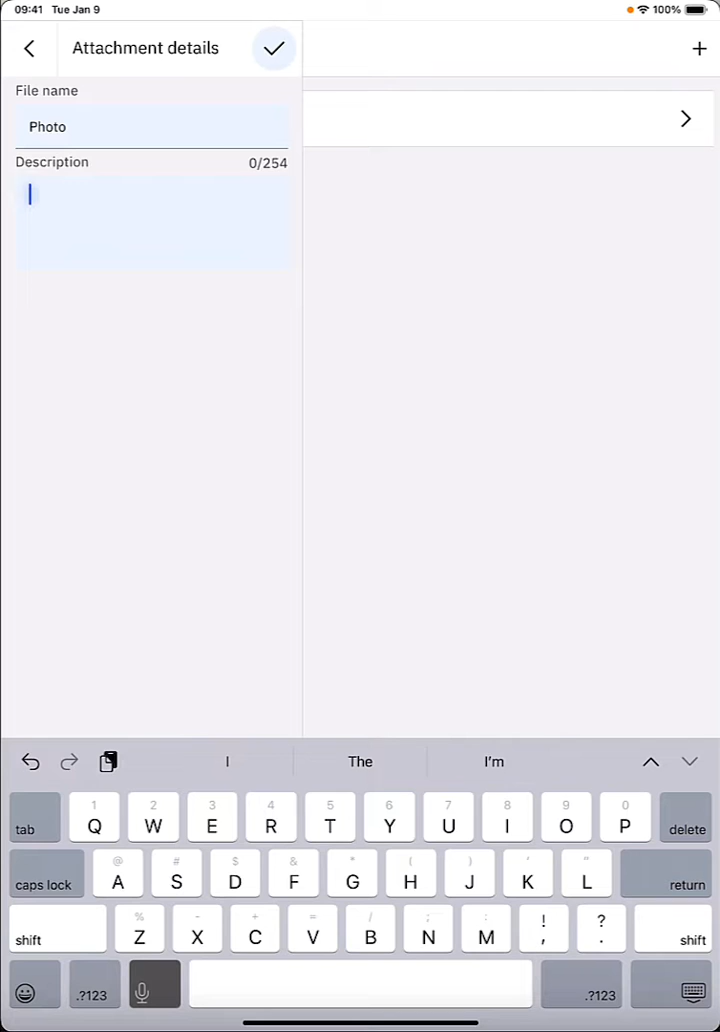 09:41 Tue Jan 9 100%
Attachment details
File name
Photo
Description 0/254
I The I'm
1 2 3 4 5 6 7 8 9 0
tab Q W E R T Y U I O P delete
@ # $ & * ( ) ' "
caps lock A S D F G H J K L return
% - + = / ; : ! ?
shift Z X C V B N M , . shift
.?123 .?123